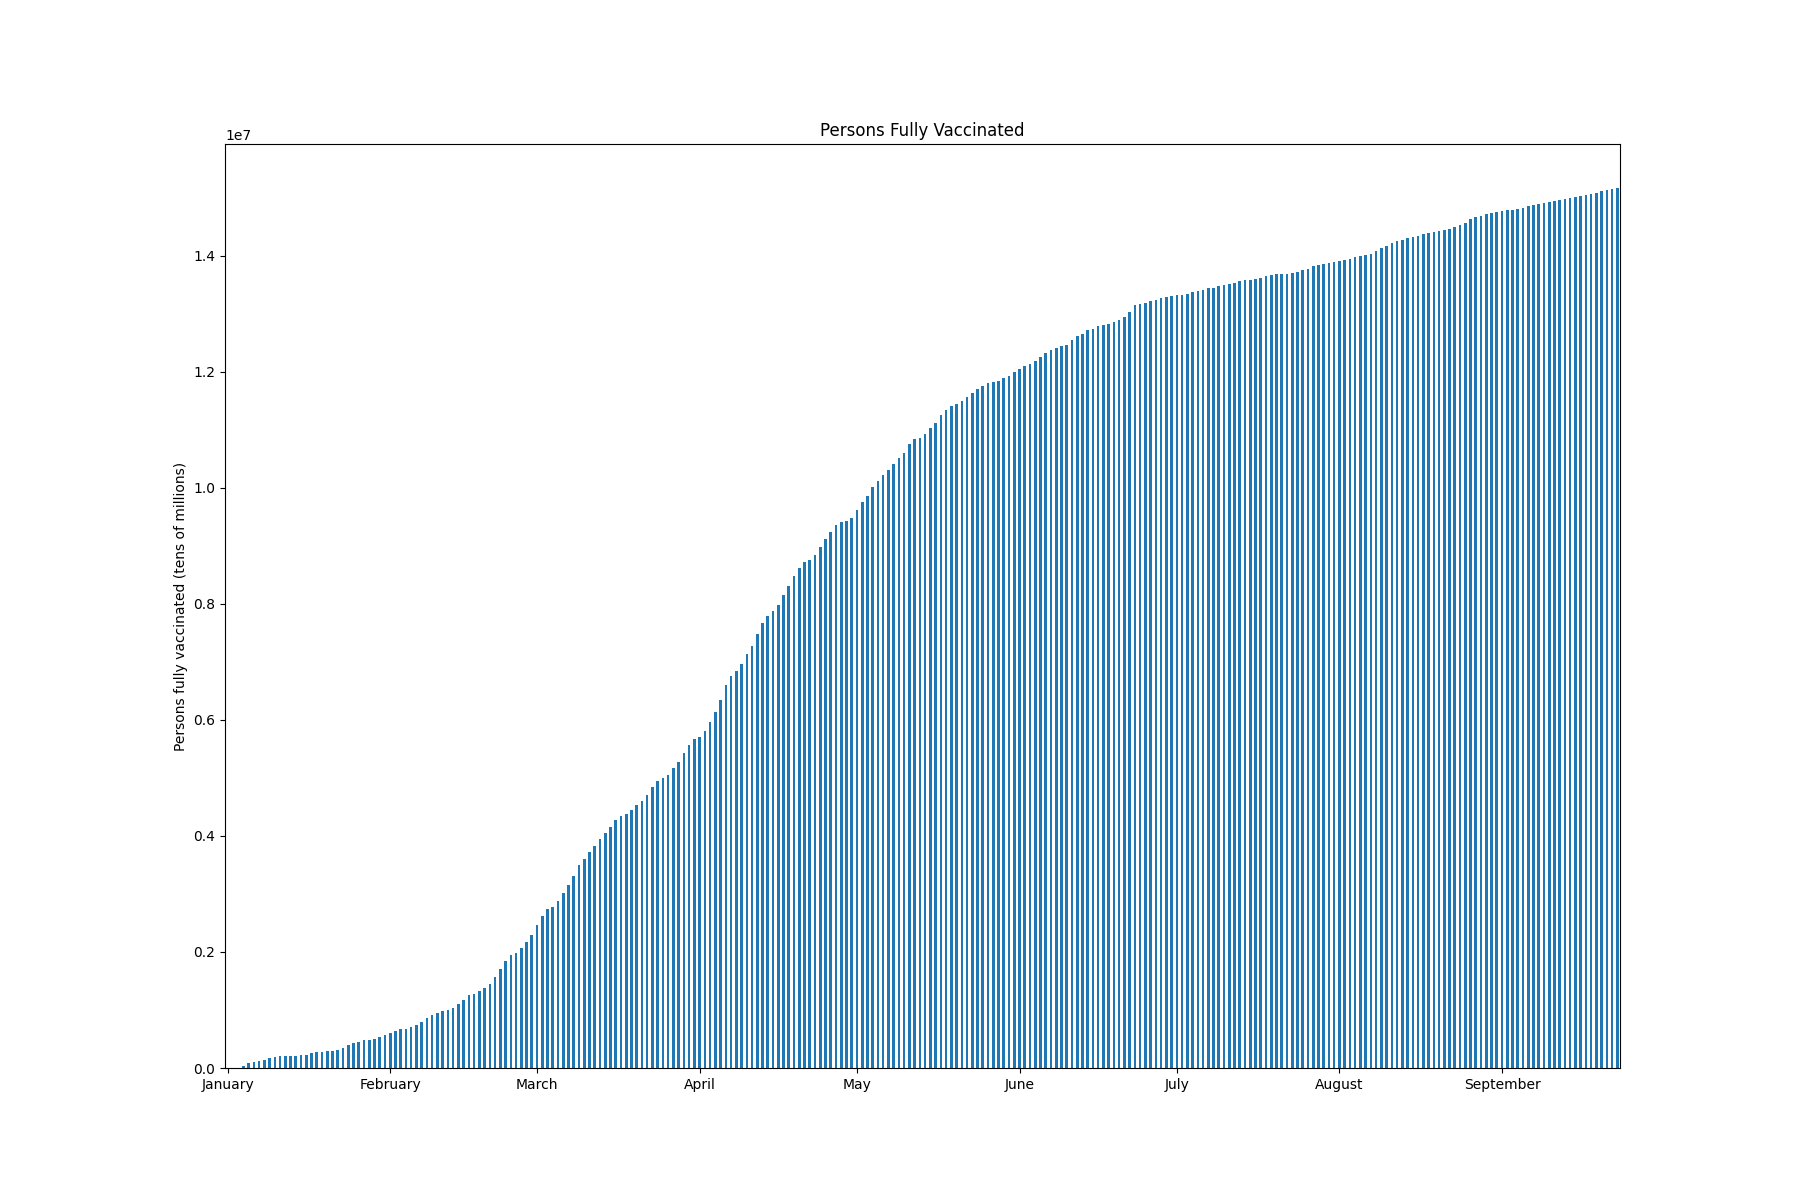 Persons Fully Vaccinated
1e7
1.4
1.2
1.0
0.8
0.6
0.4
0.2
0.0
Persons fully vaccinated (tens of millions)
January February March April May June July August September